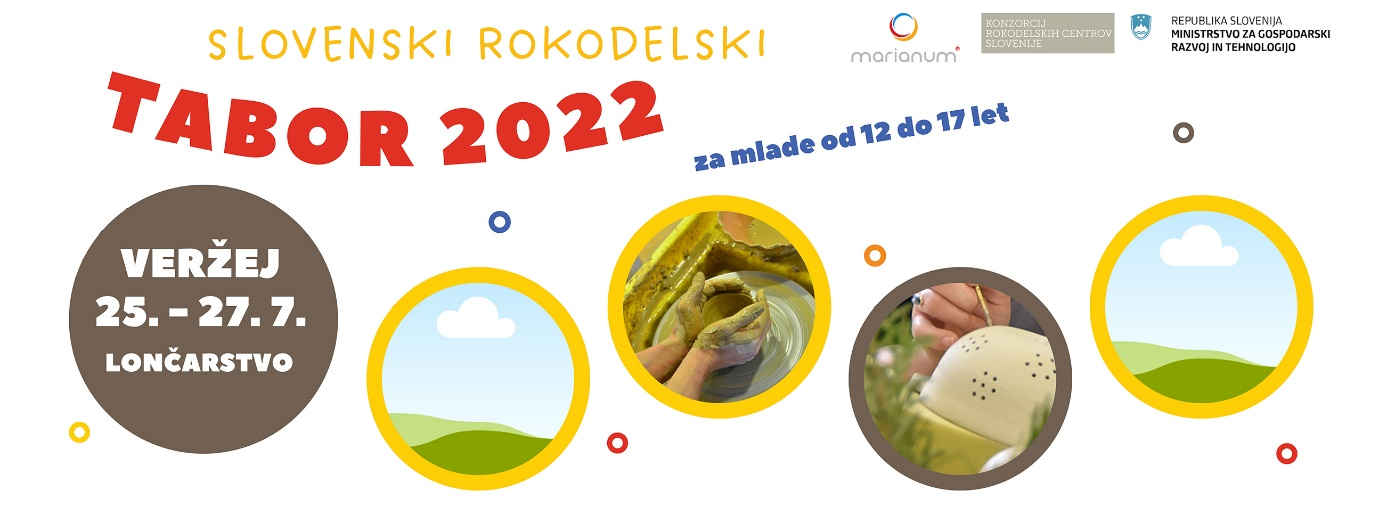 SLOVENSKI ROKODELSKI
TABOR 2022
za mlade od 12 do 17 let
marianum
KONZORCIJ
ROKODELSKIH CENTROV
SLOVENIJE
REPUBLIKA SLOVENIJA
MINISTRSTVO ZA GOSPODARSKI
RAZVOJ IN TEHNOLOGIJO
VERŽEJ
25. - 27. 7.
LONČARSTVO